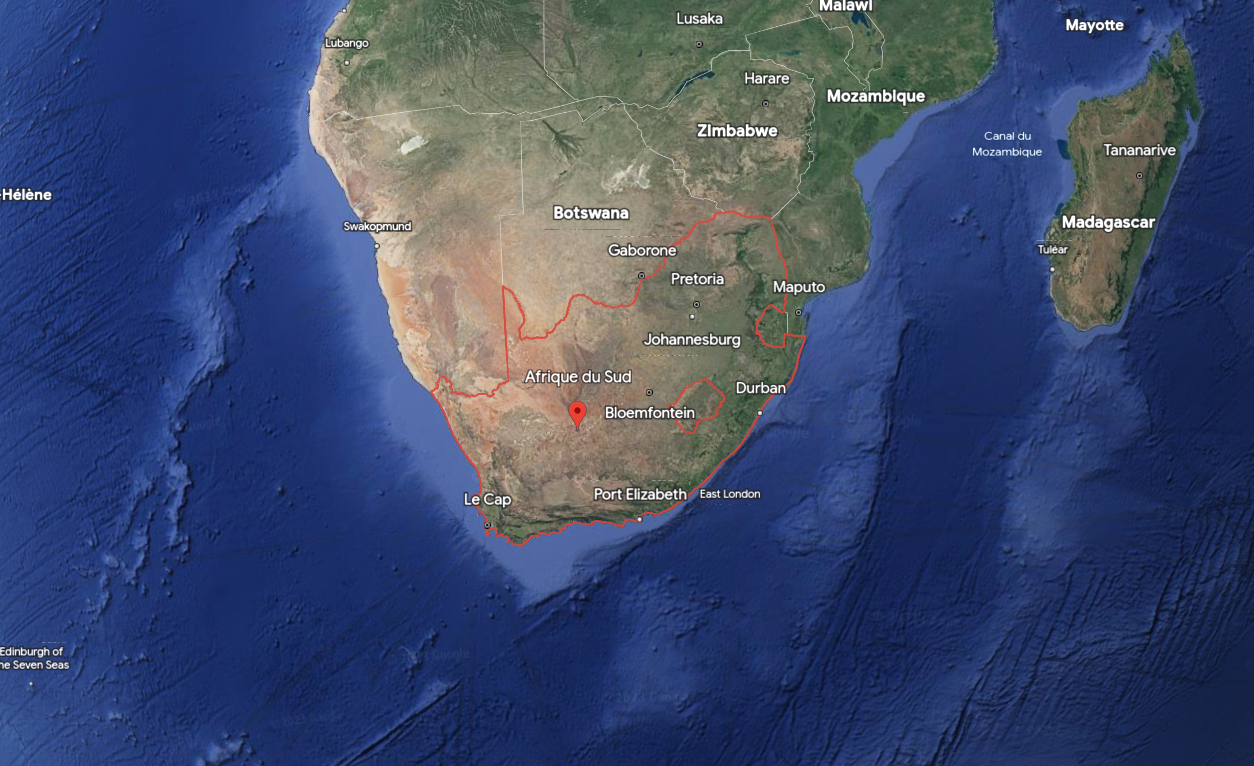 Malawi
Lusaka
Mayotte
Lubango
Harare
Mozambique
Zimbabwe
Canal du
Mozambique
Tananarive
-Hélène
Botswana
Swakopmund
Madagascar
Gaborone
Tuléar
Pretoria
Maputo
Johannesburg
Afrique du Sud
Durban
Bloemfontein
Le Cap
Port Elizabeth
East London
Edinburgh of
he Seven Seas